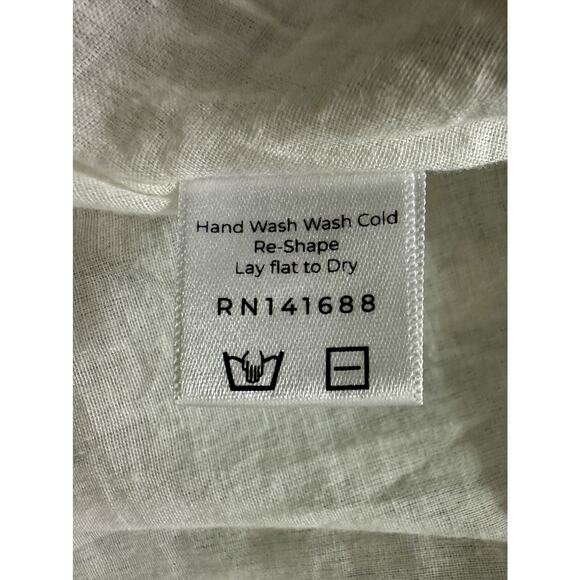 Hand Wash Wash Cold
Re-Shape
Lay flat to Dry
RN141688